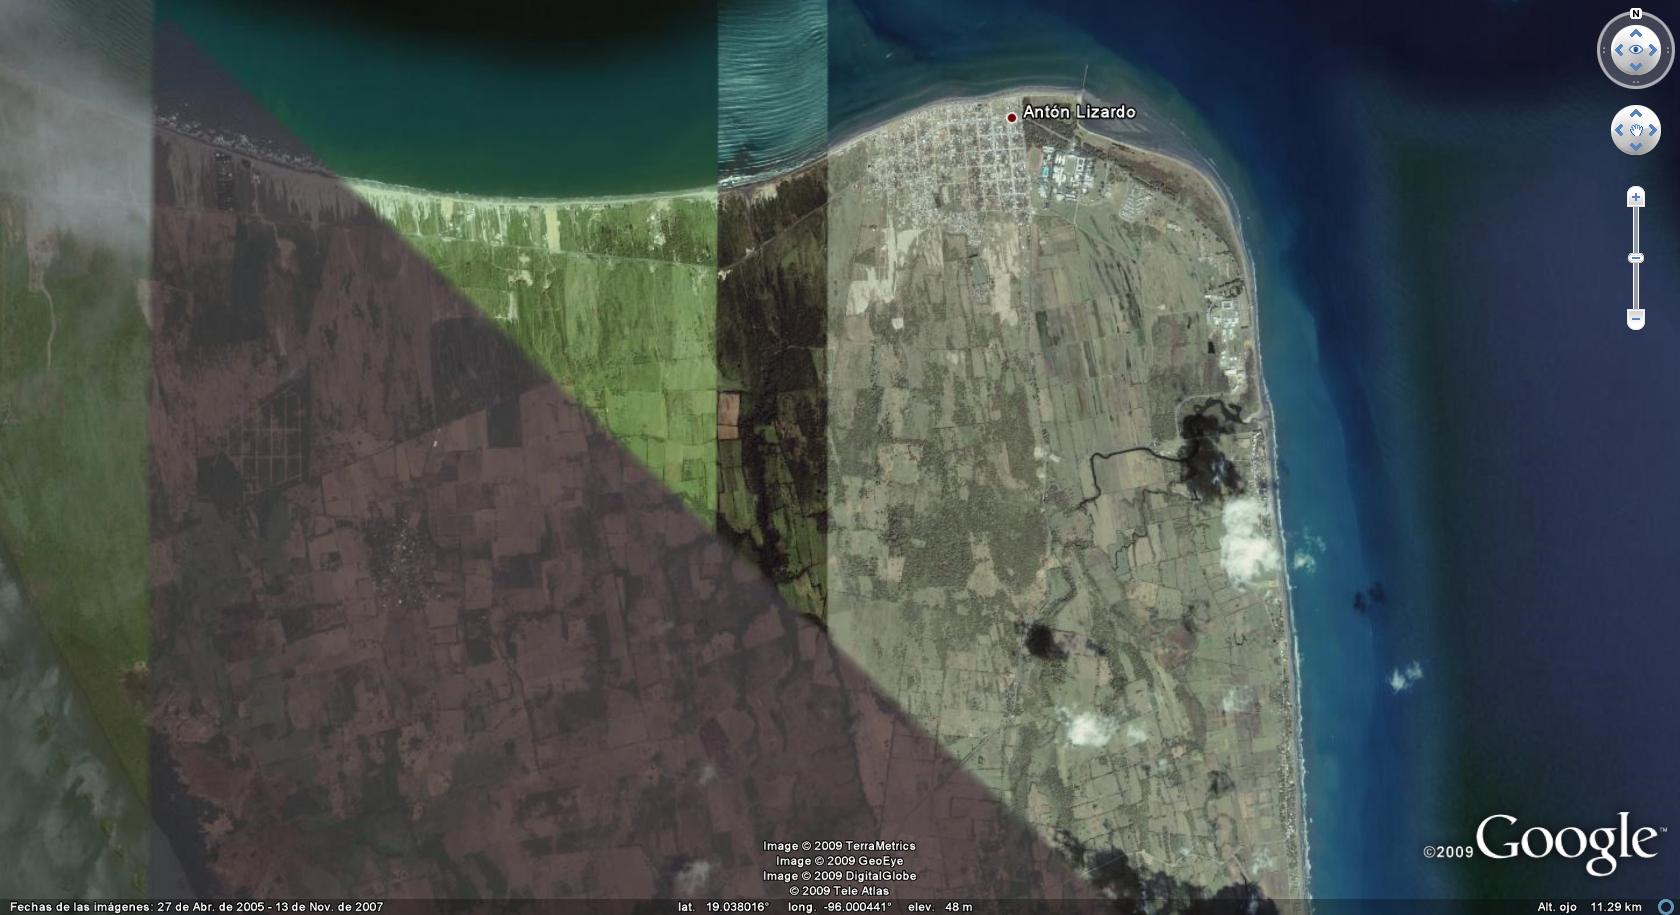 N
Antón Lizardo
Image © 2009 TerraMetrics
Image © 2009 GeoEye
Image © 2009 DigitalGlobe
© 2009 Tele Atlas
©2009 Google™
Fechas de las imágenes: 27 de Abr. de 2005 - 13 de Nov. de 2007 lat. 19.038016° long. -96.000441° elev. 48 m Alt. ojo 11.29 km